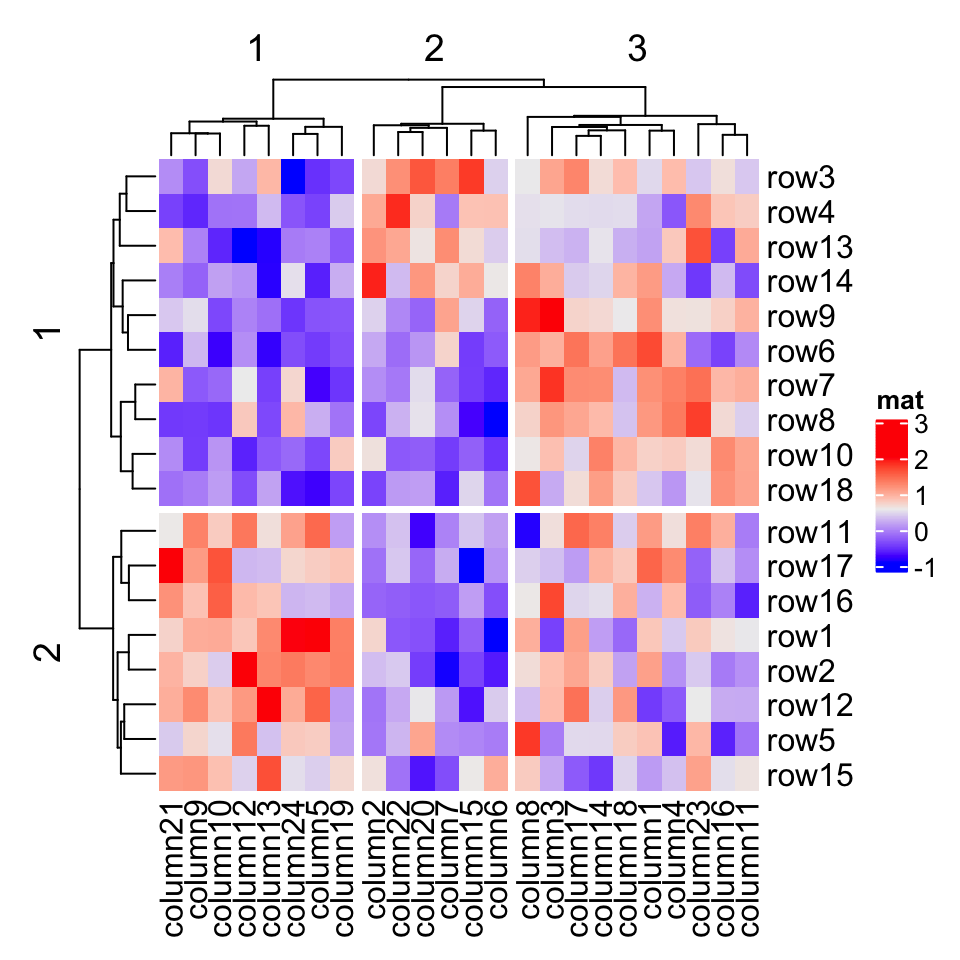 1 2 3
1
2
row3
row4
row13
row14
row9
row6
row7
row8
row10
row18
row11
row17
row16
row1
row2
row12
row5
row15
mat
3
2
1
0
-1
column21
column9
column10
column12
column13
column24
column5
column19
column2
column22
column20
column7
column15
column6
column8
column3
column17
column14
column18
column1
column4
column23
column16
column11